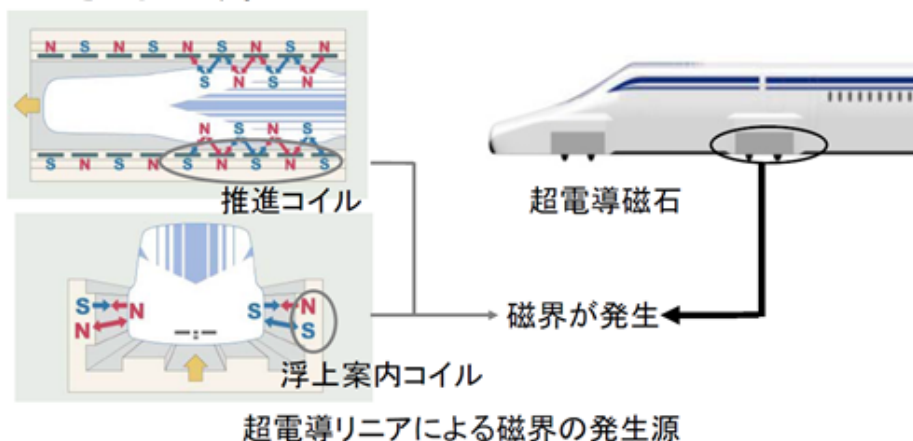 N S N S N S N S N
S N S N
N S N S
S N S N S N S N S
推進コイル
超電導磁石
S N S N
N S
磁界が発生
浮上案内コイル
超電導リニアによる磁界の発生源